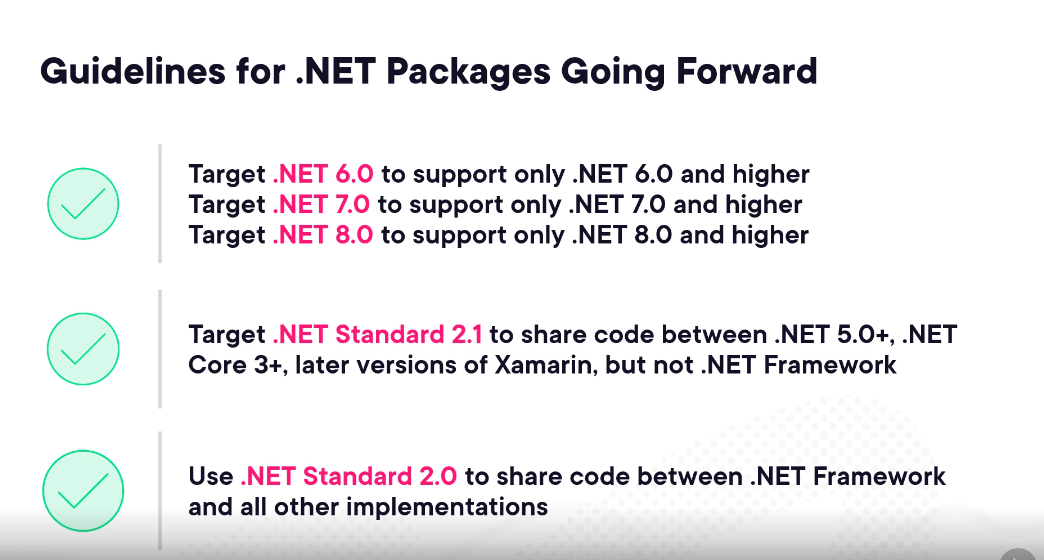 Guidelines for .NET Packages Going Forward
Target .NET 6.0 to support only .NET 6.0 and higher
Target .NET 7.0 to support only .NET 7.0 and higher
Target .NET 8.0 to support only .NET 8.0 and higher
Target .NET Standard 2.1 to share code between .NET 5.0+, .NET
Core 3+, later versions of Xamarin, but not .NET Framework
Use .NET Standard 2.0 to share code between .NET Framework
and all other implementations